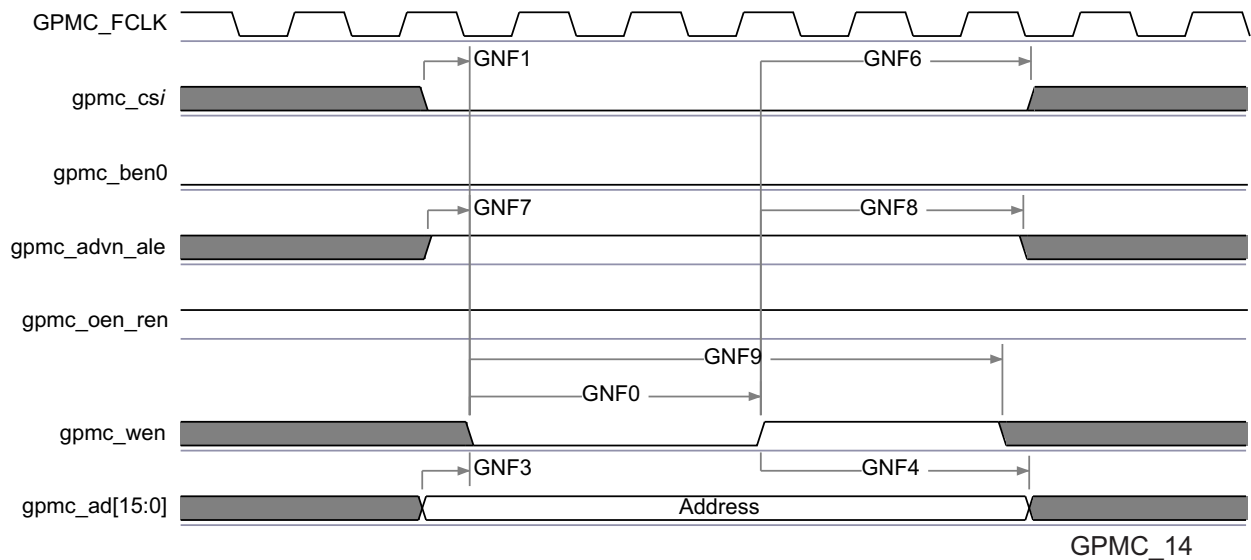 GPMC_FCLK
GNF1
GNF6
gpmc_csi
gpmc_ben0
GNF7
GNF8
gpmc_advn_ale
gpmc_oen_ren
GNF9
GNF0
gpmc_wen
GNF3
GNF4
gpmc_ad[15:0]
Address
GPMC_14